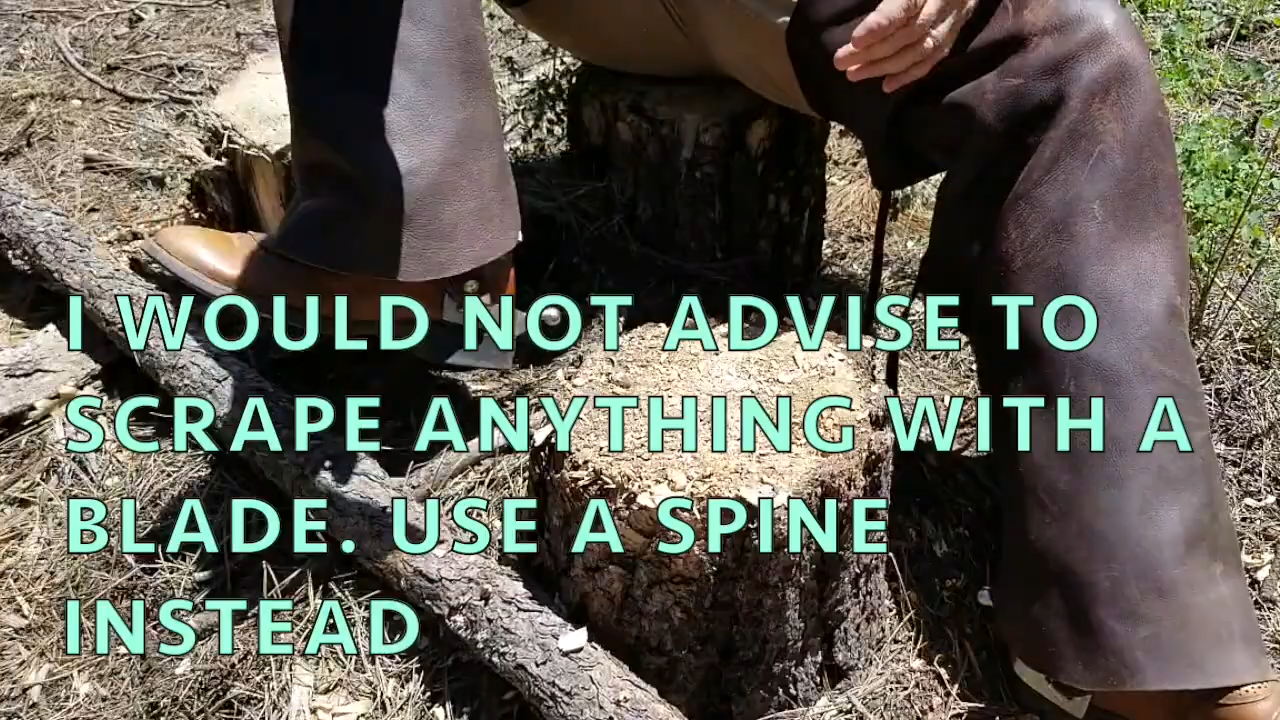 I WOULD NOT ADVISE TO
SCRAPE ANYTHING WITH A
BLADE. USE A SPINE
INSTEAD